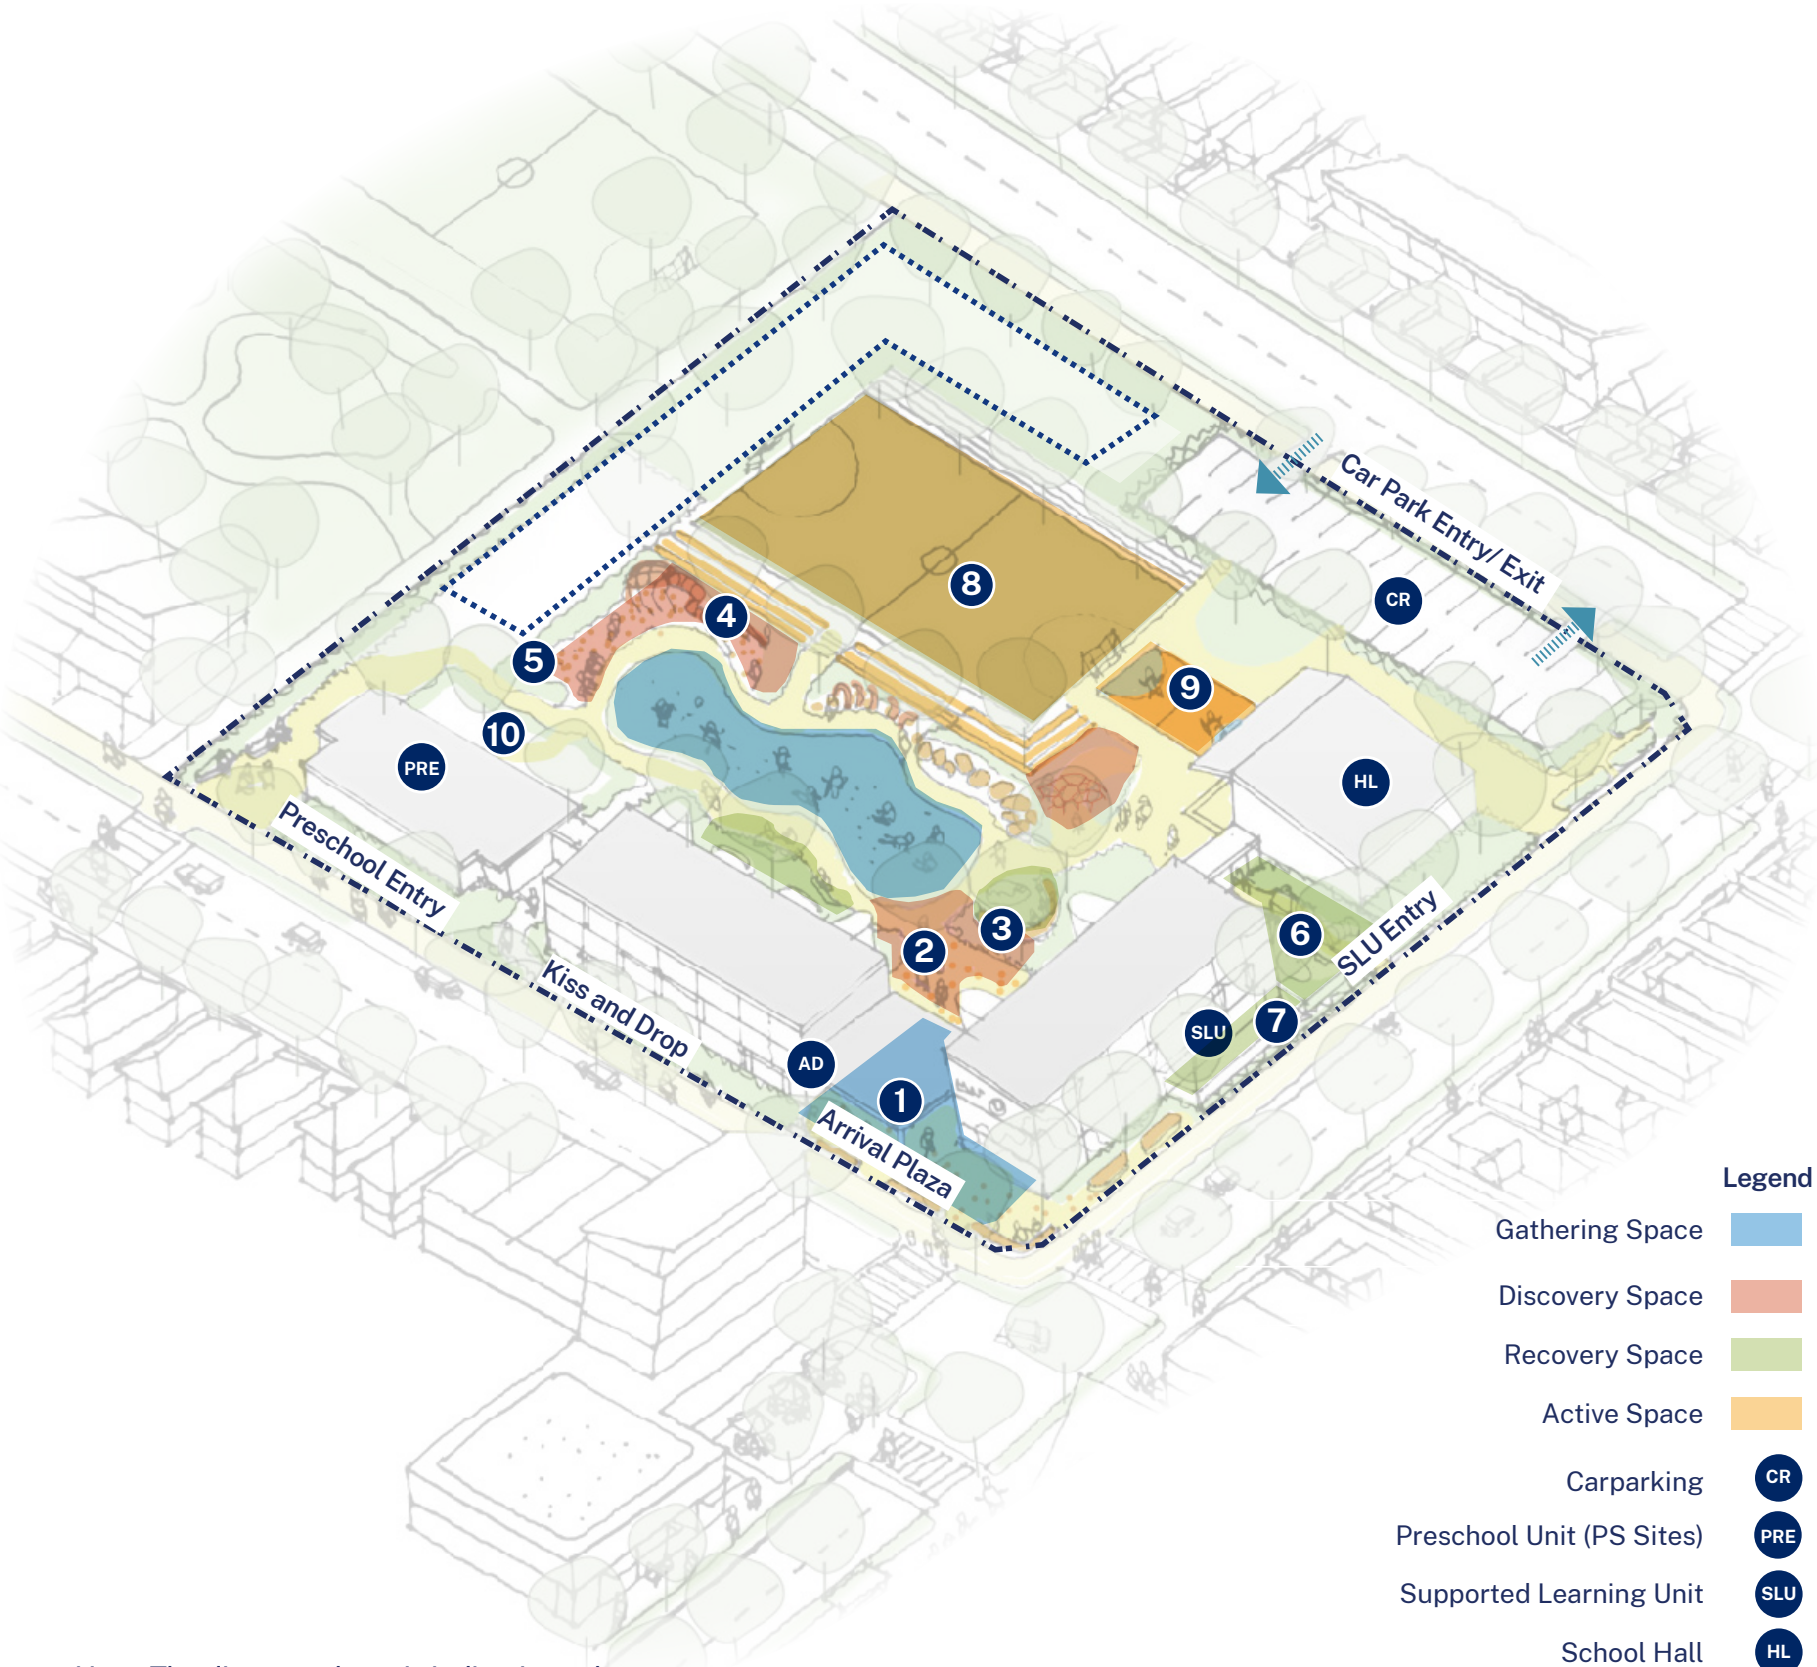 Car Park Entry/ Exit
CR
8
4
5
9
10
PRE
HL
Preschool Entry
6
3
2
SLU Entry
Kiss and Drop
7
SLU
AD
1
Arrival Plaza
Legend
Gathering Space
Discovery Space
Recovery Space
Active Space
Carparking CR
Preschool Unit (PS Sites) PRE
Supported Learning Unit SLU
School Hall HL